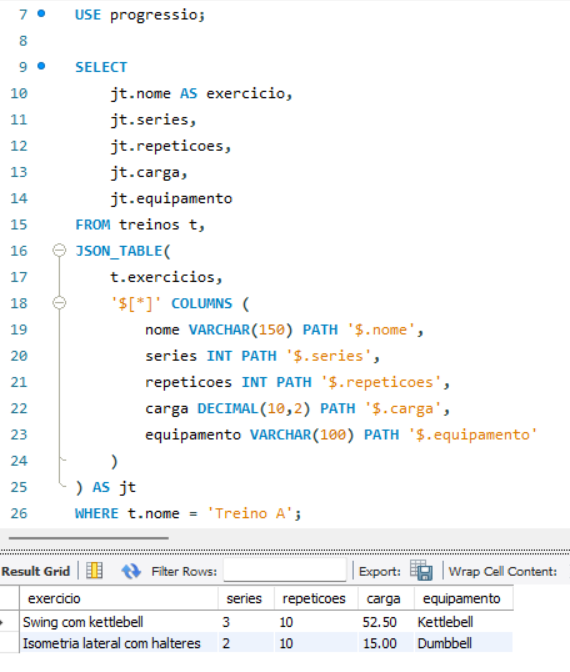 7 USE progressio;
8
9 SELECT
10 jt.nome AS exercicio,
11 jt.series,
12 jt.repeticoes,
13 jt.carga,
14 jt.equipamento
15 FROM treinos t,
16 JSON_TABLE(
17 t.exercicios,
18 '$[*]' COLUMNS (
19 nome VARCHAR(150) PATH '$.nome',
20 series INT PATH '$.series',
21 repeticoes INT PATH '$.repeticoes',
22 carga DECIMAL(10,2) PATH '$.carga',
23 equipamento VARCHAR(100) PATH '$.equipamento'
24 )
25 ) AS jt
26 WHERE t.nome = 'Treino A';
Result Grid Filter Rows: Export: Wrap Cell Content:
exercicio series repeticoes carga equipamento
Swing com kettlebell 3 10 52.50 Kettlebell
Isometria lateral com halteres 2 10 15.00 Dumbbell